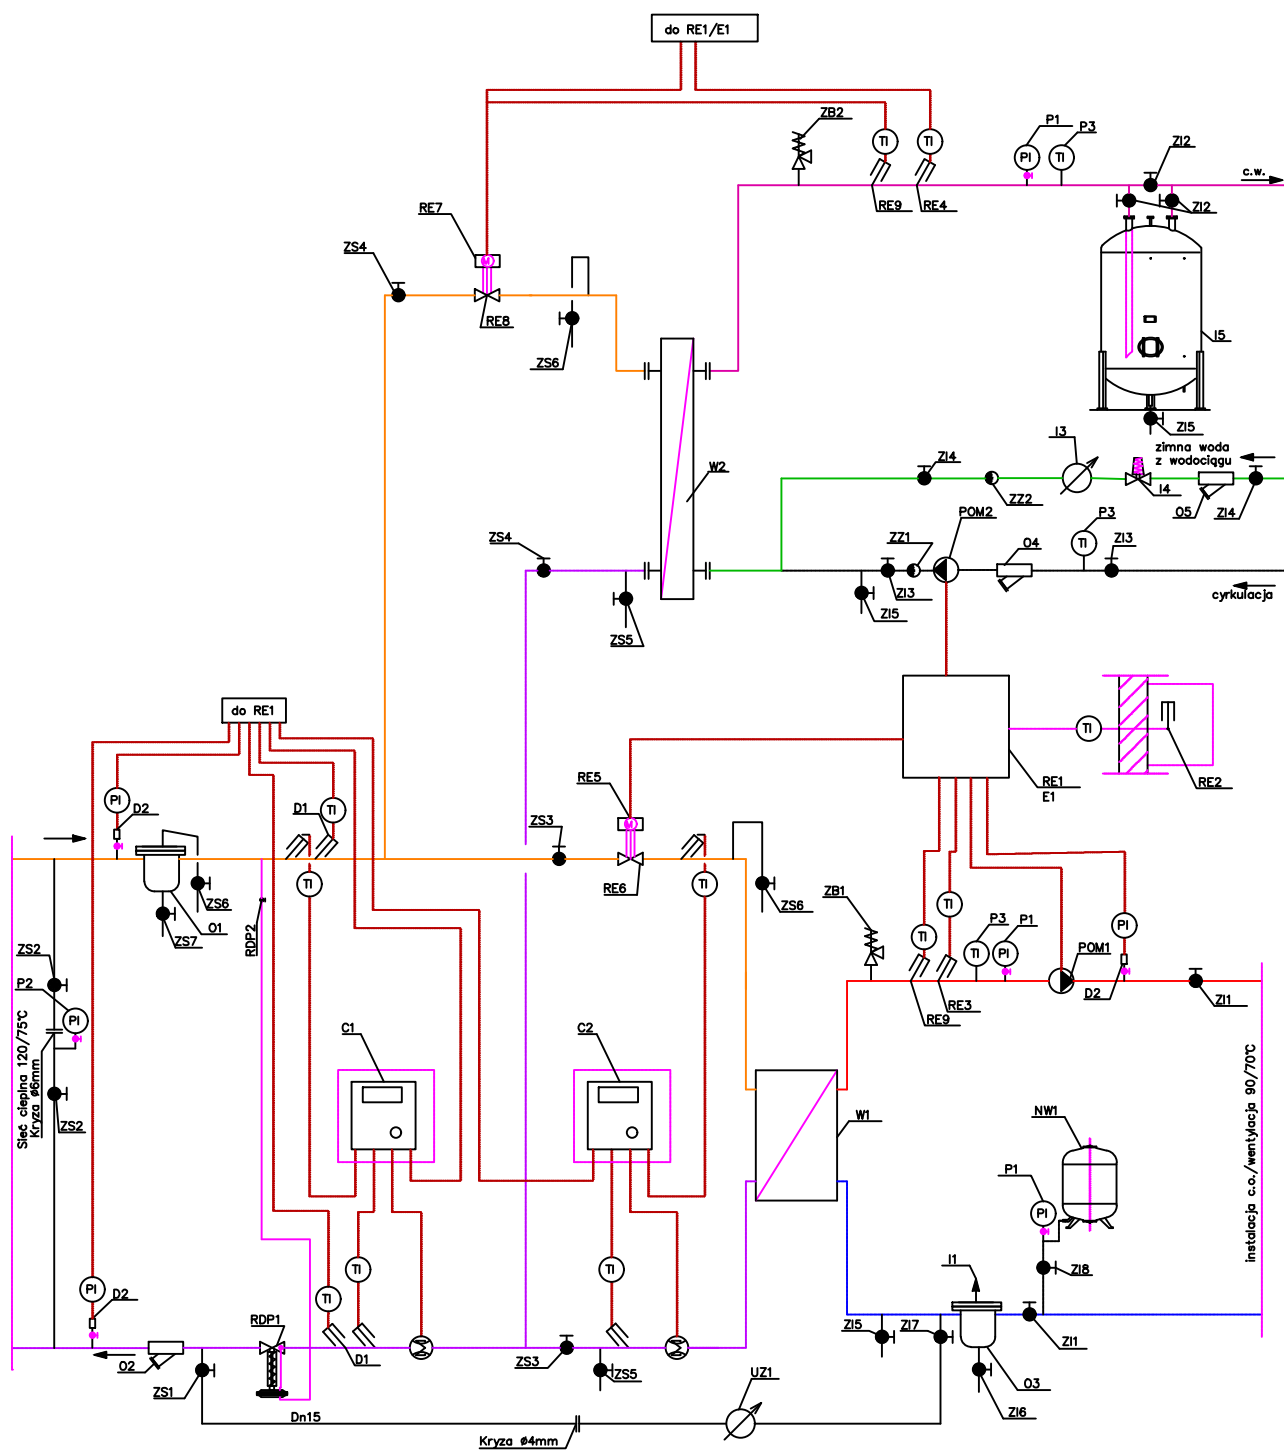 do RE1/E1
ZB2
P1
P3
ZI2
TI
TI
PI
TI
c.w.
RE7
RE9
RE4
ZI2
ZS4
M
RE8
ZS6
I5
I3
ZI5
zimna woda
z wodociągu
W2
ZI4
I4
ZZ2
O5
ZI4
POM2
P3
ZS4
ZZ1
O4
ZI3
TI
ZI3
cyrkulacja
ZI5
ZS5
do RE1
TI
RE5
RE1
E1
RE2
PI
D2
D1
TI
ZS3
M
RE6
TI
TI
ZS6
ZS6
O1
ZB1
TI
PI
ZS7
RDP2
TI
P3
P1
ZS2
TI
PI
POM1
P2
RE3
D2
ZI1
PI
RE9
C1
C2
Sieć cieplna 120/75°C
Kryza ø6mm
ZS2
W1
NW1
P1
instalacja c.o./wentylacja 90/70°C
PI
I1
ZI8
TI
TI
PI
D2
TI
RDP1
ZI5
ZI7
ZI1
O2
D1
ZS3
ZS5
O3
ZS1
UZ1
ZI6
Dn15
Kryza ø4mm